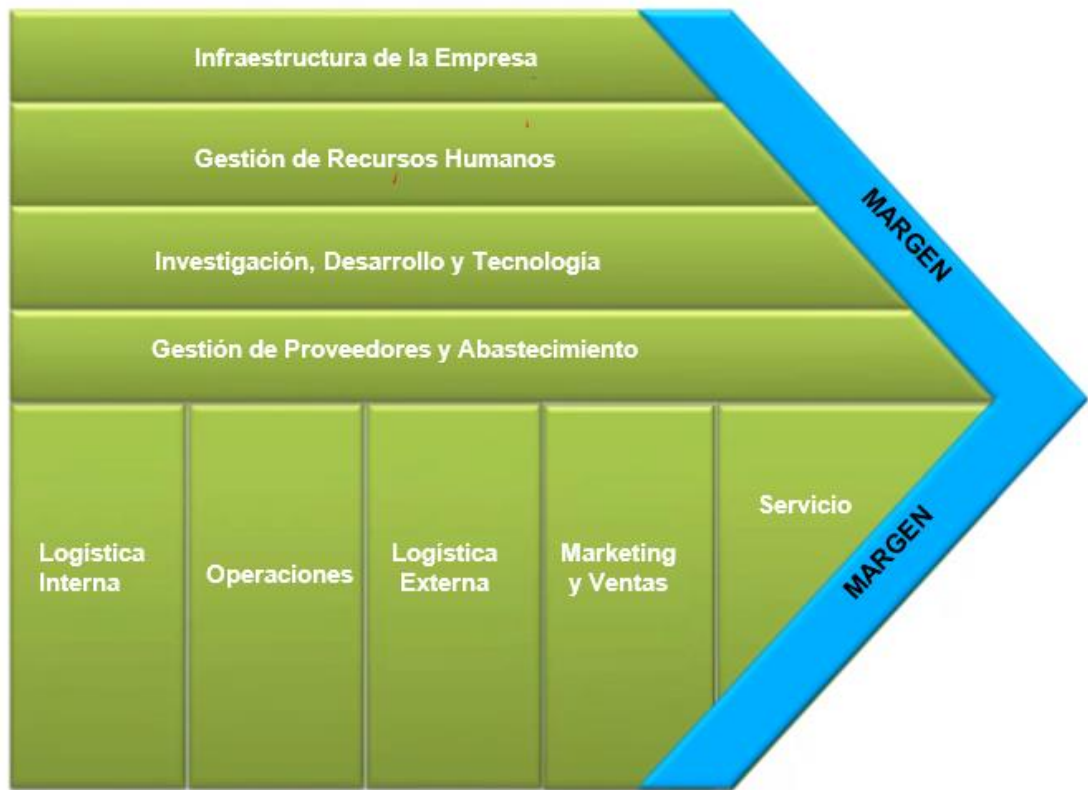 Infraestructura de la Empresa
Gestión de Recursos Humanos
Investigación, Desarrollo y Tecnología
Gestión de Proveedores y Abastecimiento
Logística
Interna
Operaciones
Logística
Externa
Marketing
y Ventas
Servicio
MARGEN
MARGEN